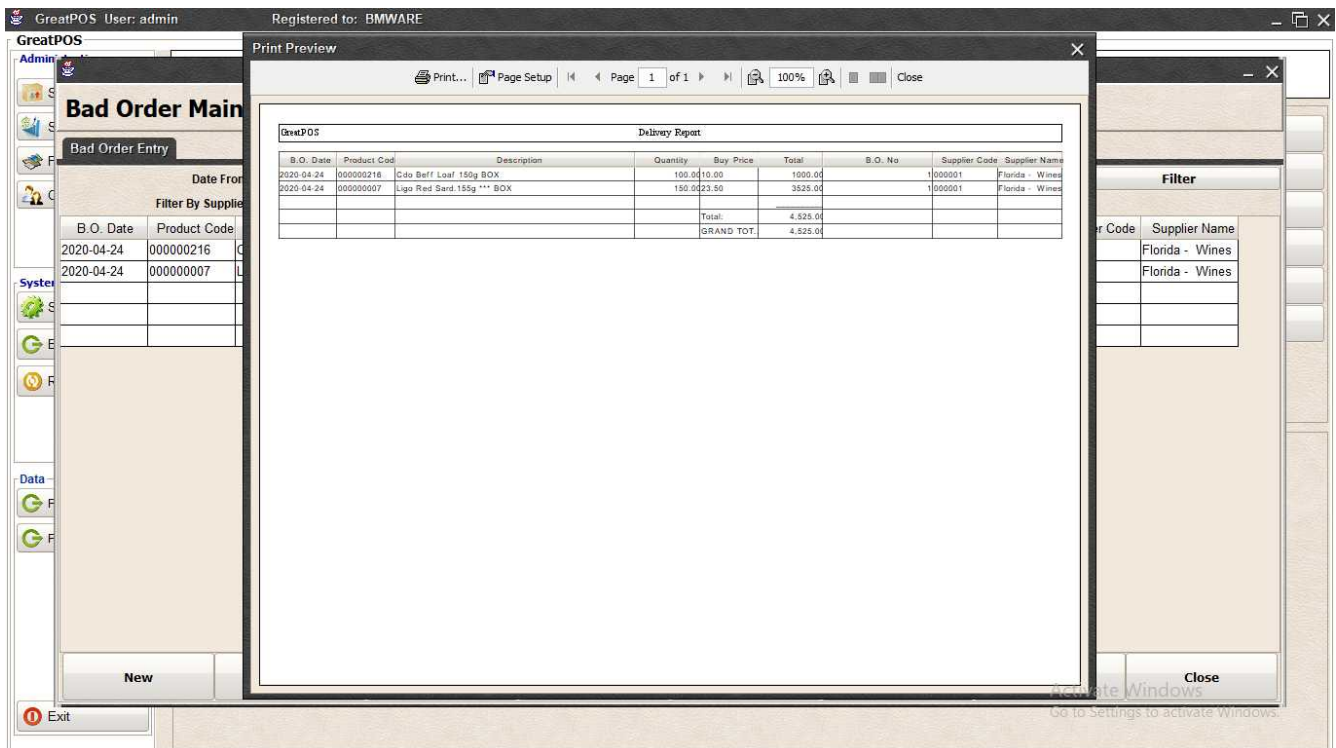 GreatPOS User: admin Registered to: BMWARE
GreatPOS
Print Preview
Print... Page Setup Page 1 of 1 100% Close
Bad Order Main
Bad Order Entry
Date From
Filter By Supplie
Filter
B.O. Date Product Code
2020-04-24 000000216
2020-04-24 000000007
er Code Supplier Name
Florida - Wines
Florida - Wines
GreatPOS Delivery Report
B.O. Date Product Cod Description Quantity Buy Price Total B.O. No Supplier Code Supplier Name
2020-04-24 000000216 Cdo Beff Loaf 150g BOX 100.00 10.00 1000.00 1 000001 Florida - Wines
2020-04-24 000000007 Ligo Red Sard.155g *** BOX 150.00 23.50 3525.00 1 000001 Florida - Wines
Total: 4,525.00
GRAND TOT. 4,525.00
System
Data
New
Close
Exit
Activate Windows
Go to Settings to activate Windows.